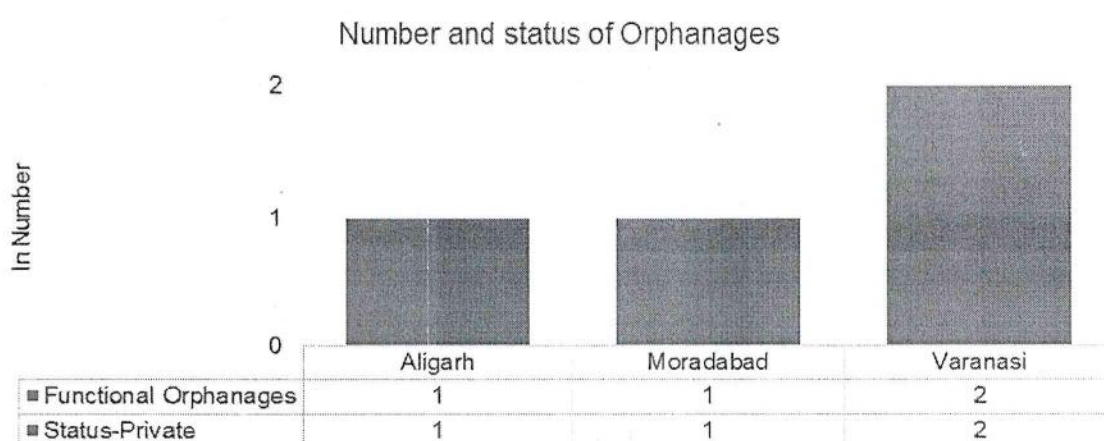 Number and status of Orphanages
In Number
2
1
0
Aligarh Moradabad Varanasi
Functional Orphanages 1 1 2
Status-Private 1 1 2